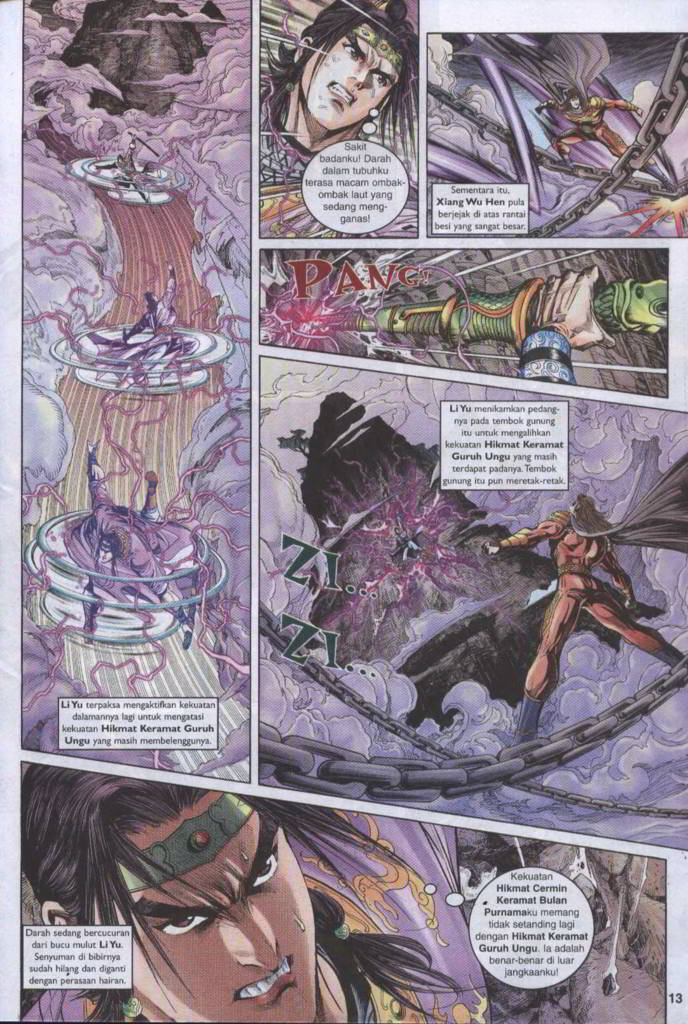 Li Yu terpaksa mengaktifkan kekuatan
dalamannya lagi untuk mengatasi
kekuatan Hikmat Keramat Guruh
Ungu yang masih membelenggunya.
Sakit
badanku! Darah
dalam tubuhku
terasa macam ombak-
ombak laut yang
sedang meng-
ganas!
Sementara itu,
Xiang Wu Hen pula
berjejak di atas rantai
besi yang sangat besar.
PANG!
Li Yu menikamkan pedang-
nya pada tembok gunung
itu untuk mengalihkan
kekuatan Hikmat Keramat
Guruh Ungu yang masih
terdapat padanya. Tembok
gunung itu pun meretak-retak.
ZI...
ZI...
Darah sedang bercucuran
dari bucu mulut Li Yu.
Senyuman di bibirnya
sudah hilang dan diganti
dengan perasaan hairan.
Kekuatan
Hikmat Cermin
Keramat Bulan
Purnamaku memang
tidak setanding lagi
dengan Hikmat Keramat
Guruh Ungu. Ia adalah
benar-benar di luar
jangkaanku!
13